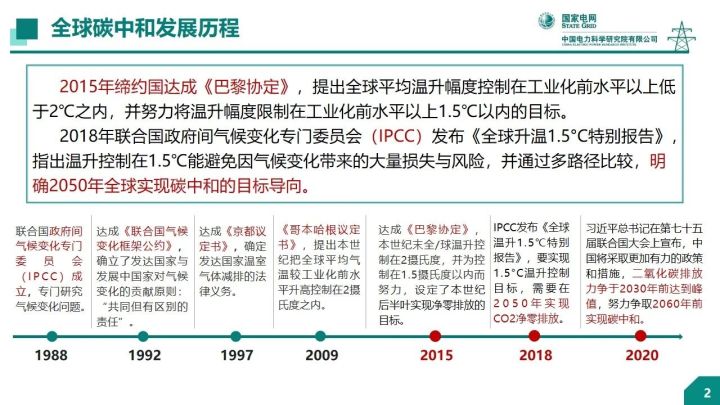 全球碳中和发展历程
国家电网
STATE GRID
中国电力科学研究院有限公司
CHINA ELECTRIC POWER RESEARCH INSTITUTE
2015年缔约国达成《巴黎协定》，提出全球平均温升幅度控制在工业化前水平以上低
于2℃之内，并努力将温升幅度限制在工业化前水平以上1.5℃以内的目标。
2018年联合国政府间气候变化专门委员会（IPCC）发布《全球升温1.5°C特别报告》，
指出温升控制在1.5℃能避免因气候变化带来的大量损失与风险，并通过多路径比较，明
确2050年全球实现碳中和的目标导向。
联合国政府间
气候变化专门
委员会
（IPCC）成
立，专门研究
气候变化问题。
达成《联合国气候
变化框架公约》，
确立了发达国家与
发展中国家对气候
变化的贡献原则：
“共同但有区别的
责任”。
达成《京都议
定书》，确定
发达国家温室
气体减排的法
律义务。
《哥本哈根议定
书》，提出本世
纪把全球平均气
温较工业化前水
平升高控制在2摄
氏度之内。
达成《巴黎协定》，
本世纪末全/球温升控
制在2摄氏度，并为控
制在1.5摄氏度以内而
努力，设定了本世纪
后半叶实现净零排放的
目标。
IPCC发布《全球
温升1.5℃特别
报告》，要实现
1.5°C温升控制
目标，需要在
2050年实现
CO2净零排放。
习近平总书记在第七十五
届联合国大会上宣布，中
国将采取更加有力的政策
和措施，二氧化碳排放
力争于2030年前达到峰
值，努力争取2060年前
实现碳中和。
1988
1992
1997
2009
2015
2018
2020
2